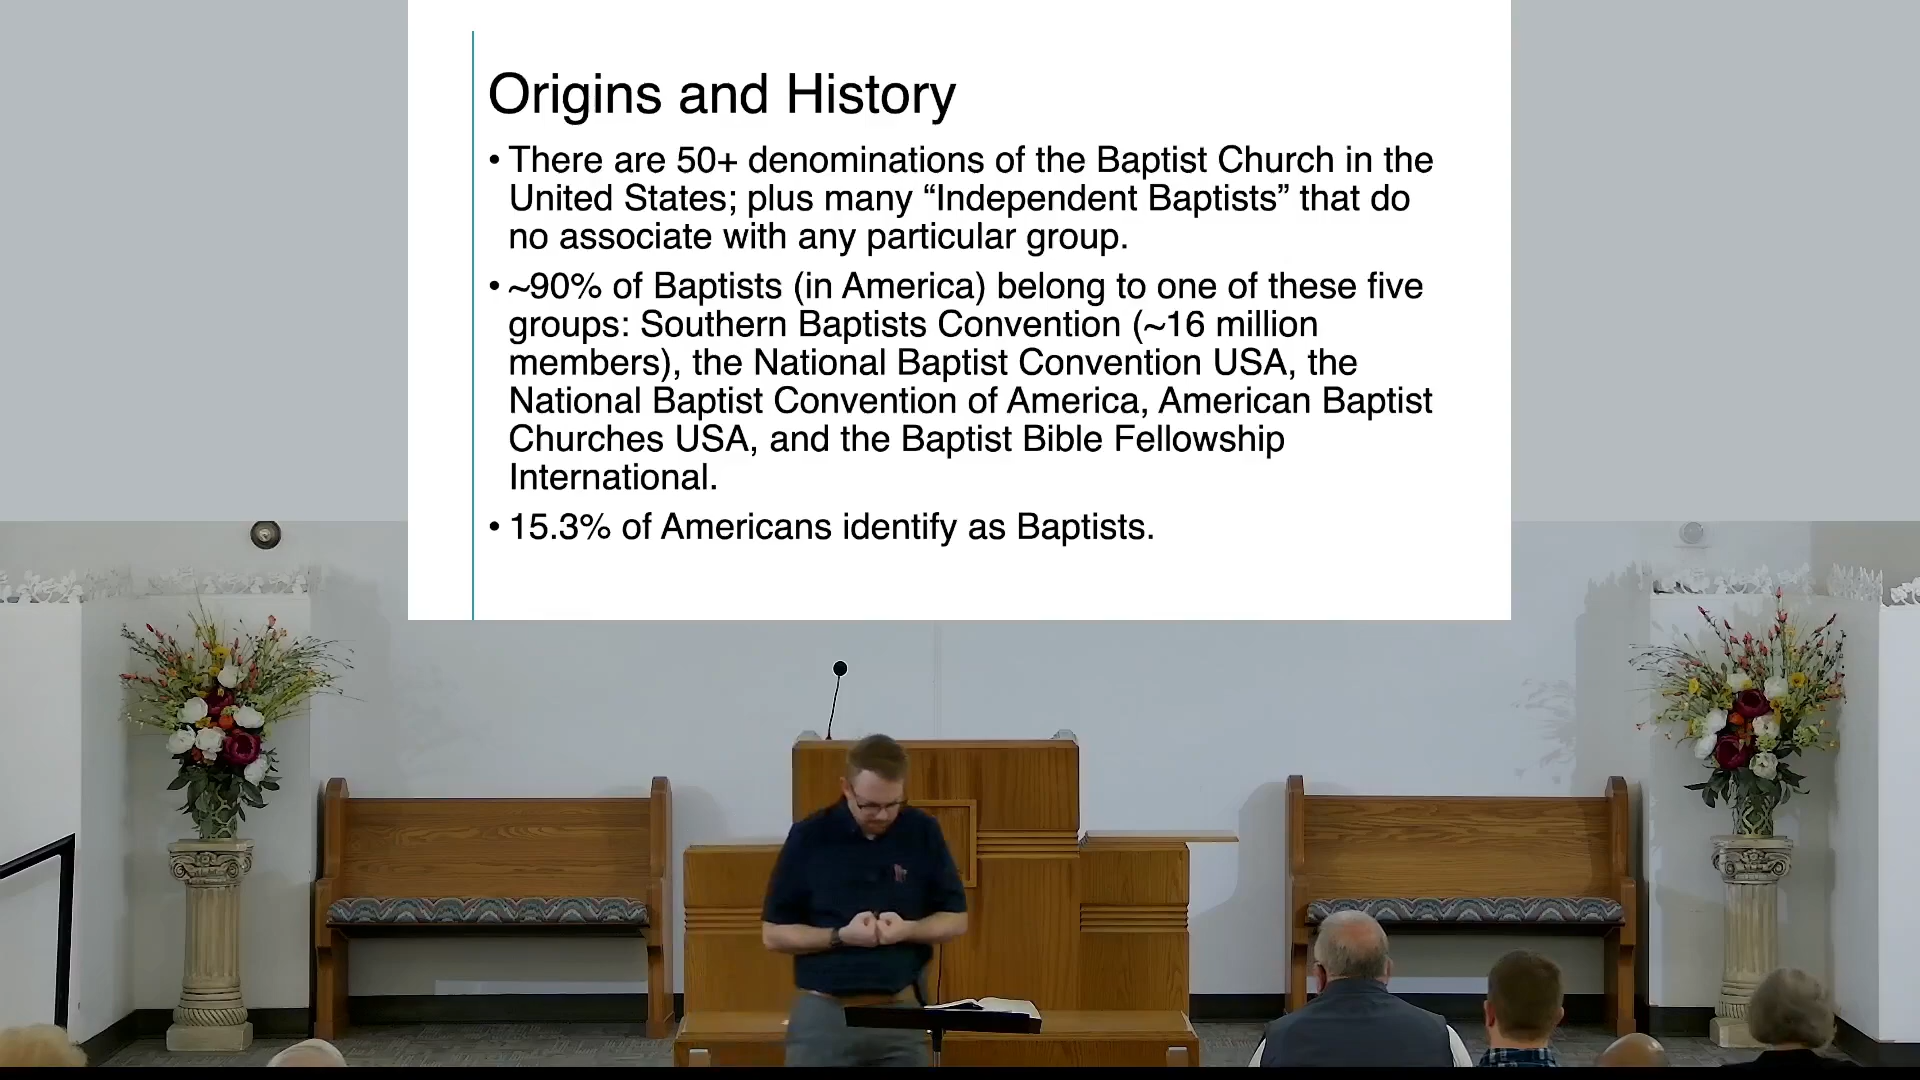 Origins and History
• There are 50+ denominations of the Baptist Church in the
United States; plus many “Independent Baptists” that do
no associate with any particular group.
• ~90% of Baptists (in America) belong to one of these five
groups: Southern Baptists Convention (~16 million
members), the National Baptist Convention USA, the
National Baptist Convention of America, American Baptist
Churches USA, and the Baptist Bible Fellowship
International.
• 15.3% of Americans identify as Baptists.